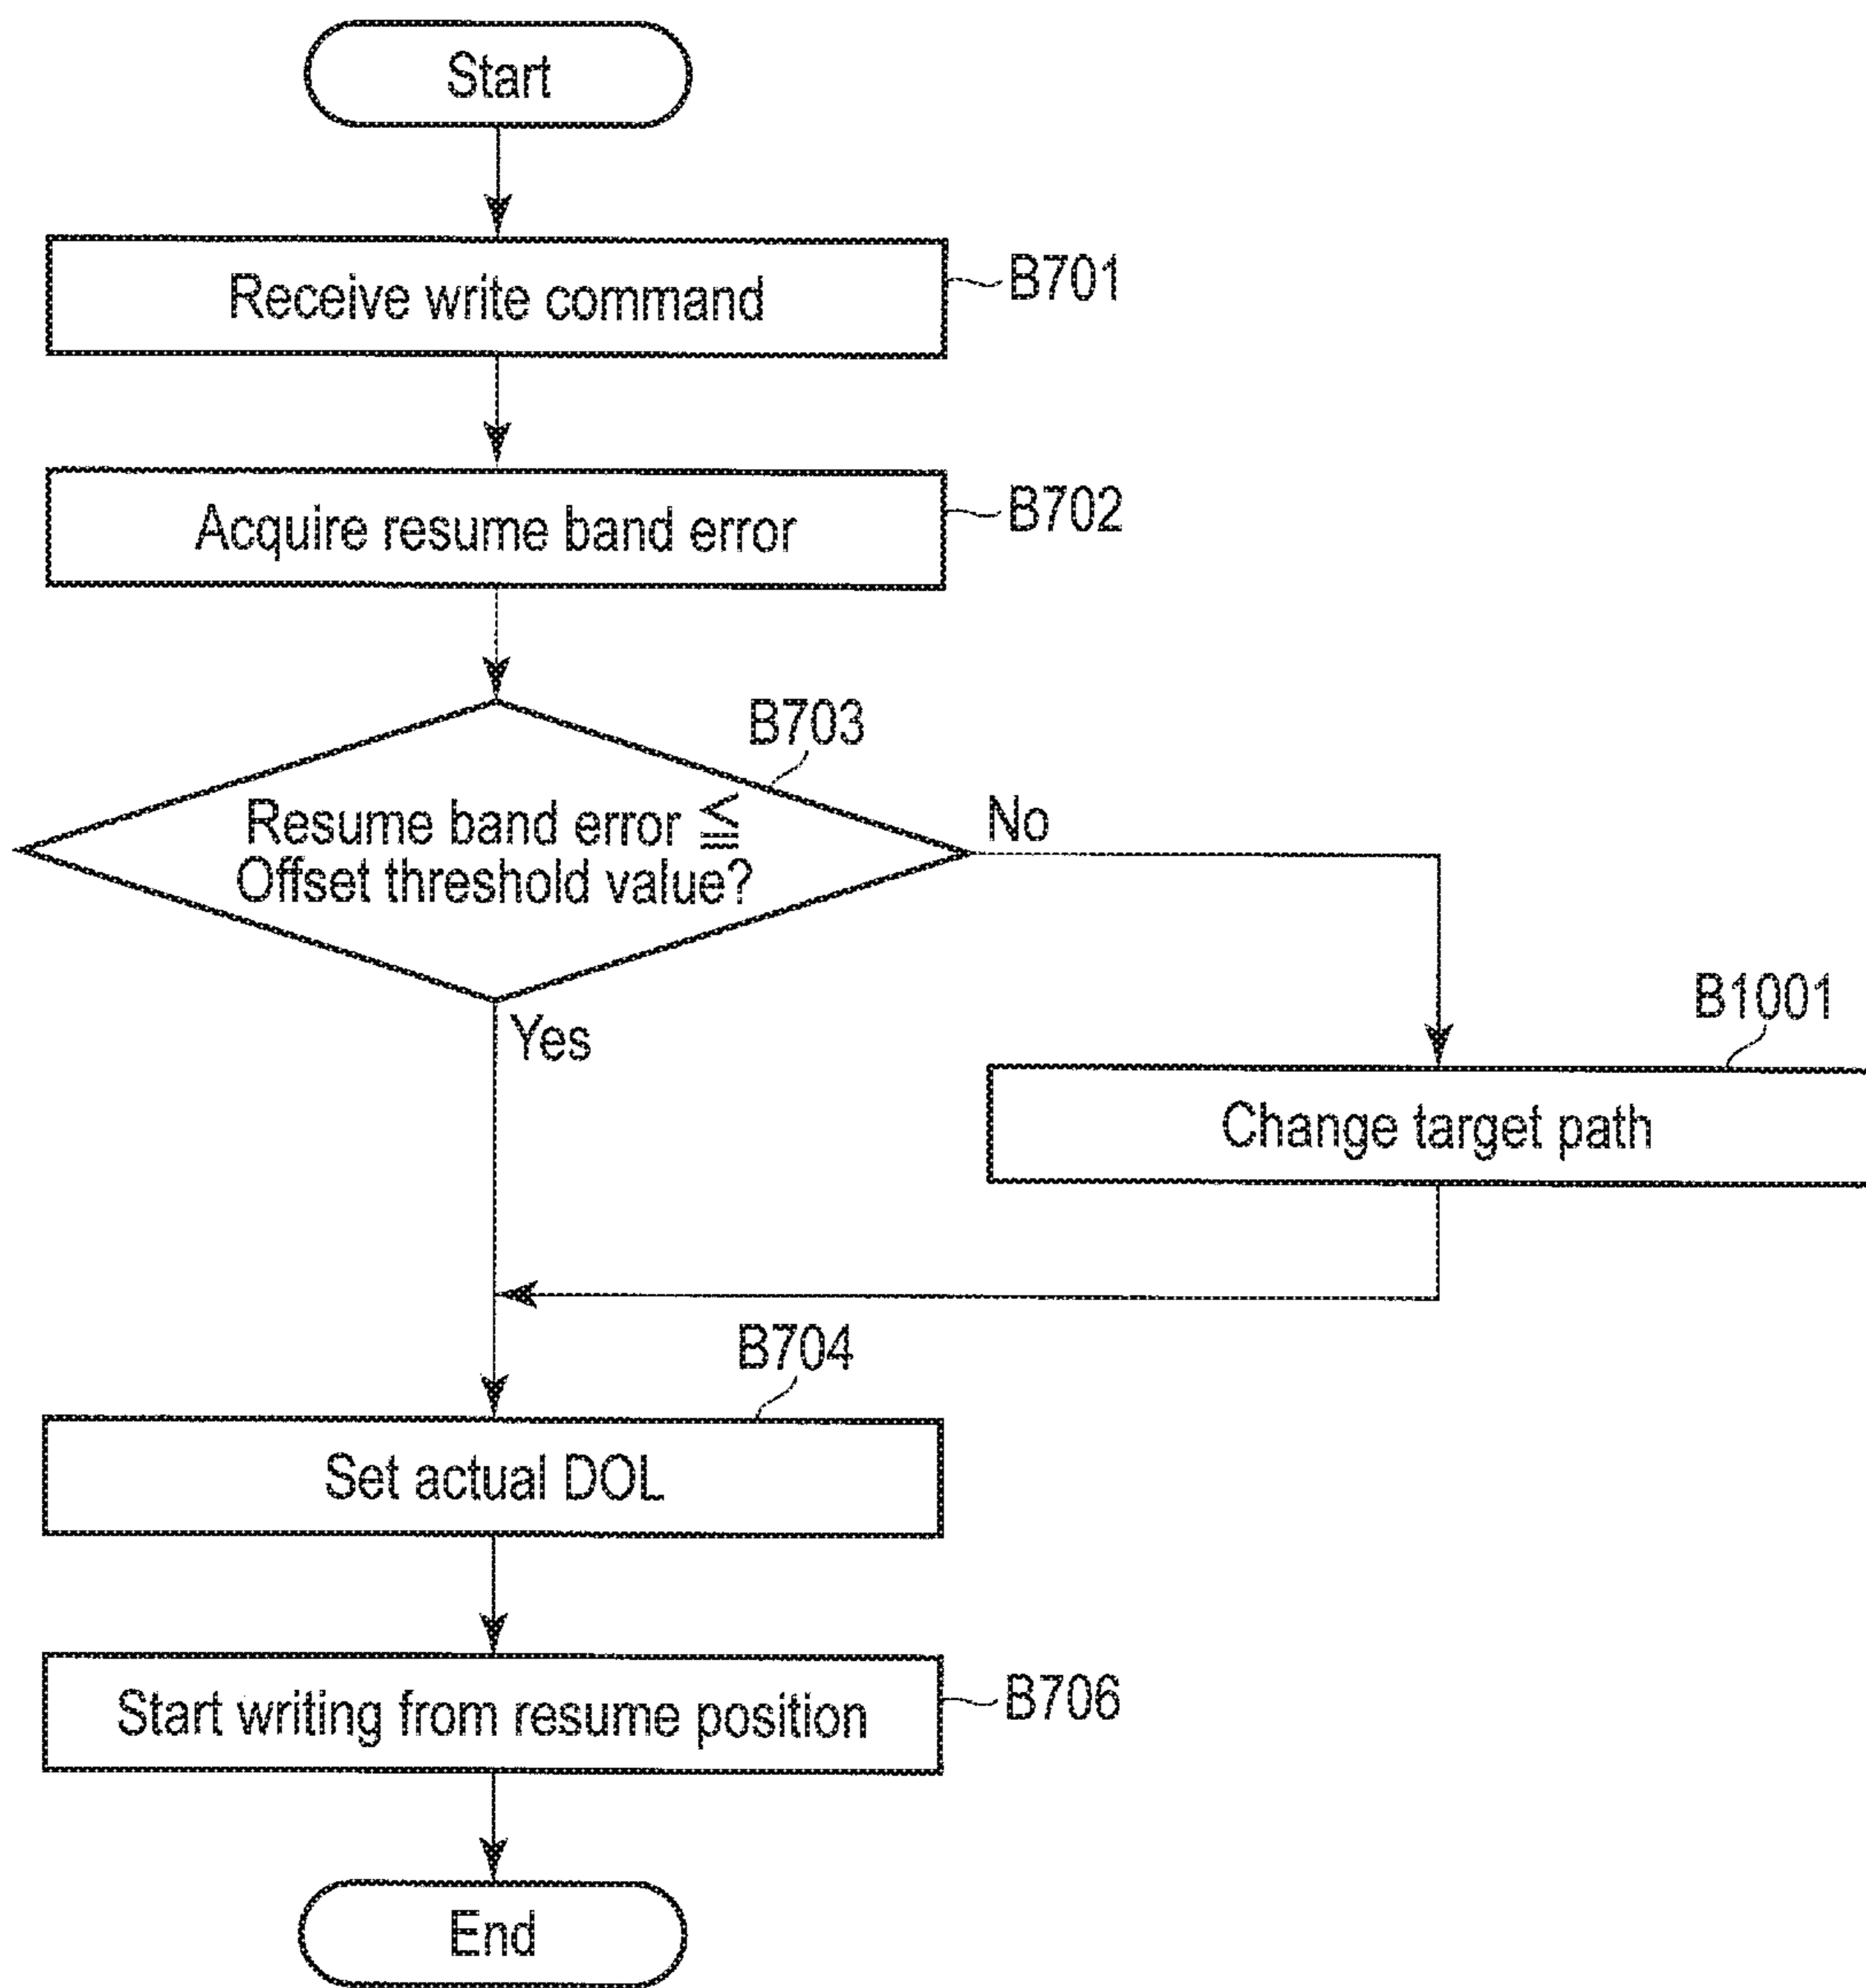 Start
Receive write command
B701
Acquire resume band error
B702
B703
Resume band error ≦
Offset threshold value?
No
Yes
B1001
Change target path
B704
Set actual DOL
Start writing from resume position
B706
End